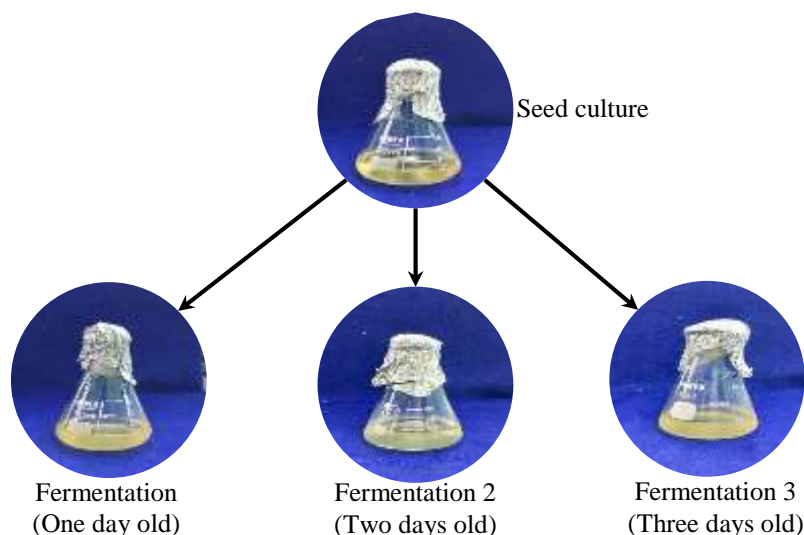 Seed culture
Fermentation
(One day old)
Fermentation 2
(Two days old)
Fermentation 3
(Three days old)